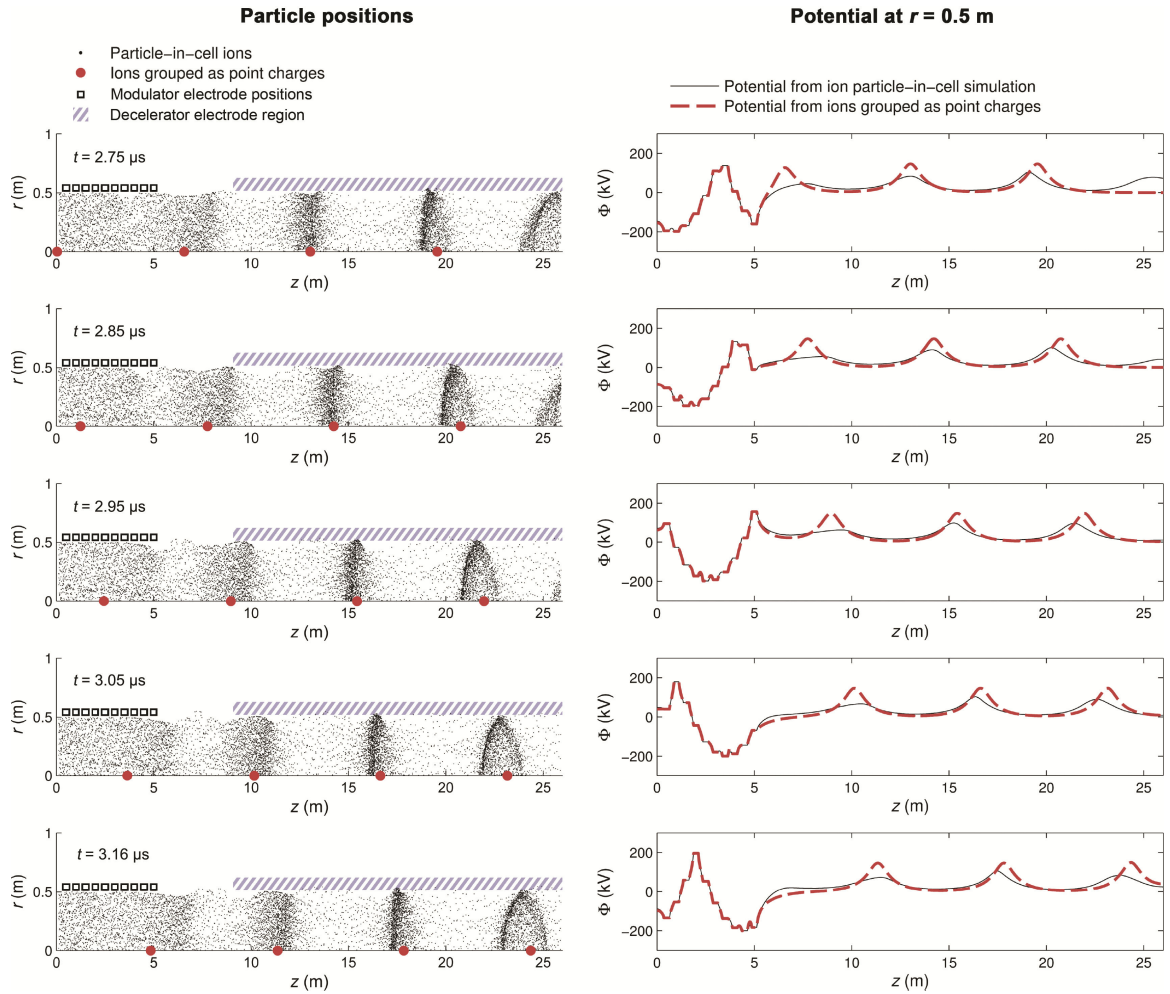 Particle positions
Particle−in−cell ions
Ions grouped as point charges
Modulator electrode positions
Decelerator electrode region
Potential at r = 0.5 m
Potential from ion particle−in−cell simulation
Potential from ions grouped as point charges
t = 2.75 µs
r (m)
1
0.5
0
0 5 10 15 20 25
z (m)
Φ (kV)
200
0
−200
0 5 10 15 20 25
z (m)
t = 2.85 µs
r (m)
1
0.5
0
0 5 10 15 20 25
z (m)
Φ (kV)
200
0
−200
0 5 10 15 20 25
z (m)
t = 2.95 µs
r (m)
1
0.5
0
0 5 10 15 20 25
z (m)
Φ (kV)
200
0
−200
0 5 10 15 20 25
z (m)
t = 3.05 µs
r (m)
1
0.5
0
0 5 10 15 20 25
z (m)
Φ (kV)
200
0
−200
0 5 10 15 20 25
z (m)
t = 3.16 µs
r (m)
1
0.5
0
0 5 10 15 20 25
z (m)
Φ (kV)
200
0
−200
0 5 10 15 20 25
z (m)